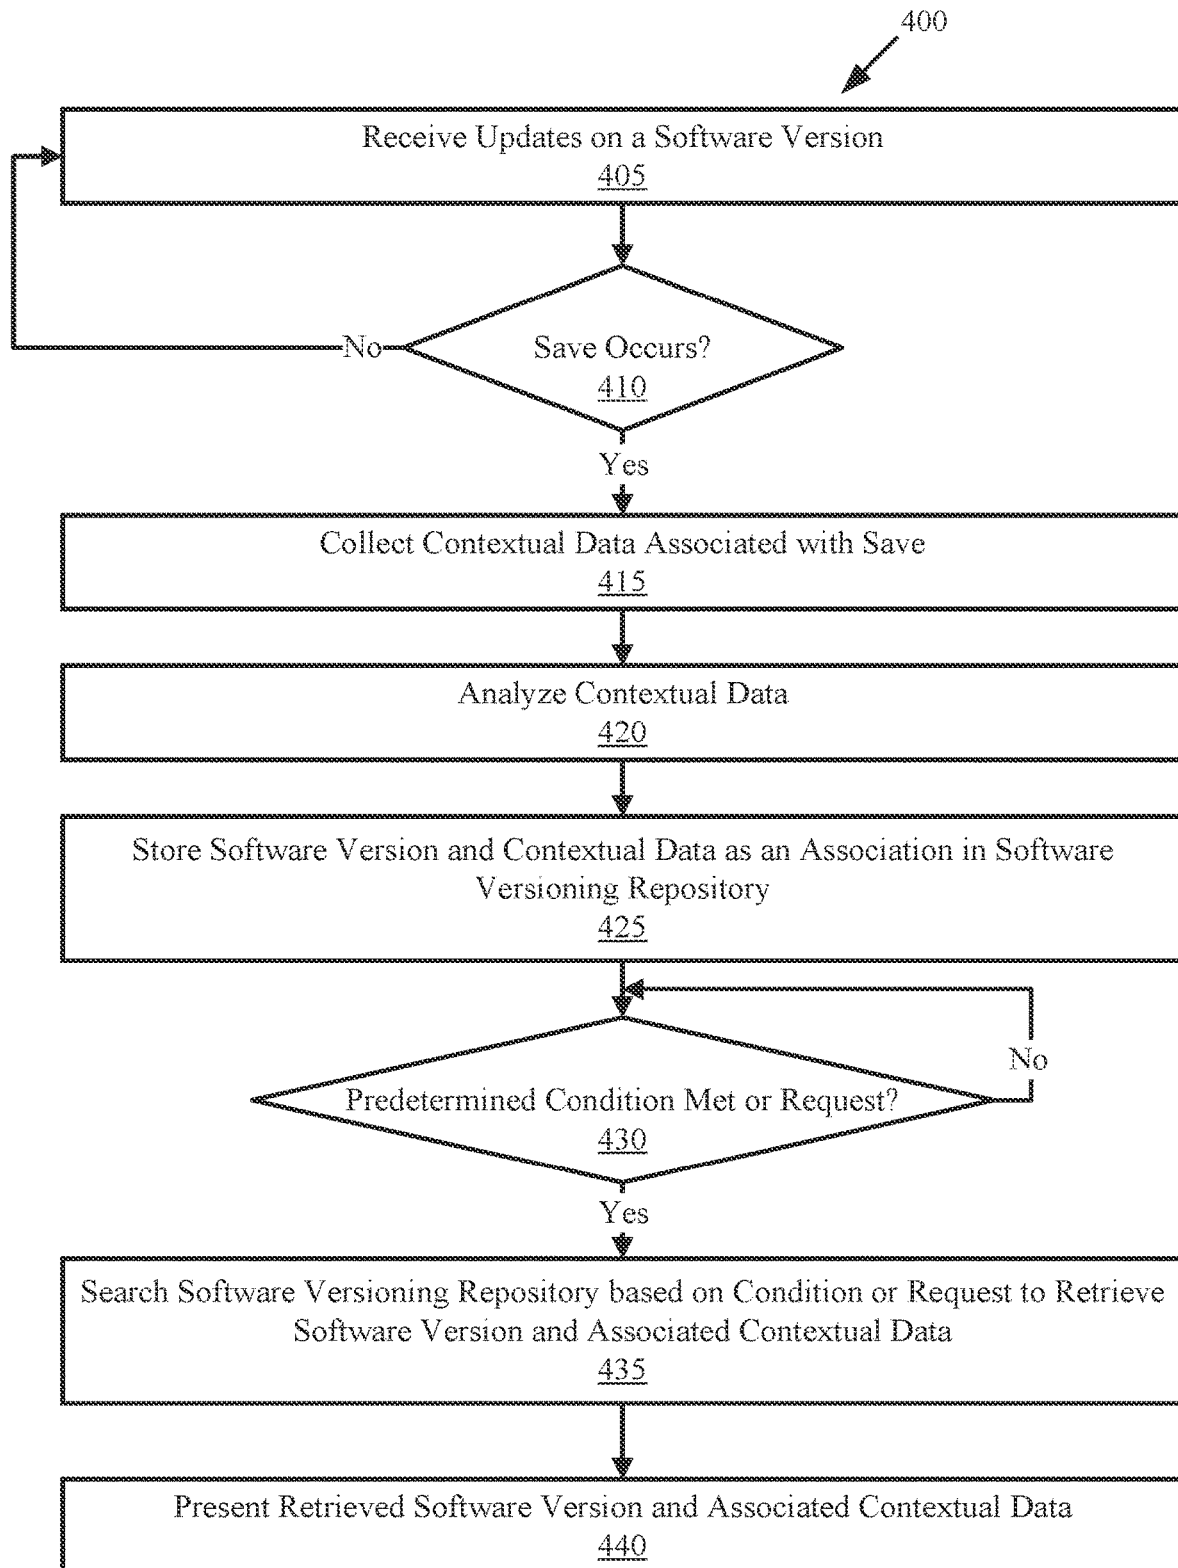 400
Receive Updates on a Software Version
405
Save Occurs?
410
No
Yes
Collect Contextual Data Associated with Save
415
Analyze Contextual Data
420
Store Software Version and Contextual Data as an Association in Software
Versioning Repository
425
Predetermined Condition Met or Request?
430
No
Yes
Search Software Versioning Repository based on Condition or Request to Retrieve
Software Version and Associated Contextual Data
435
Present Retrieved Software Version and Associated Contextual Data
440